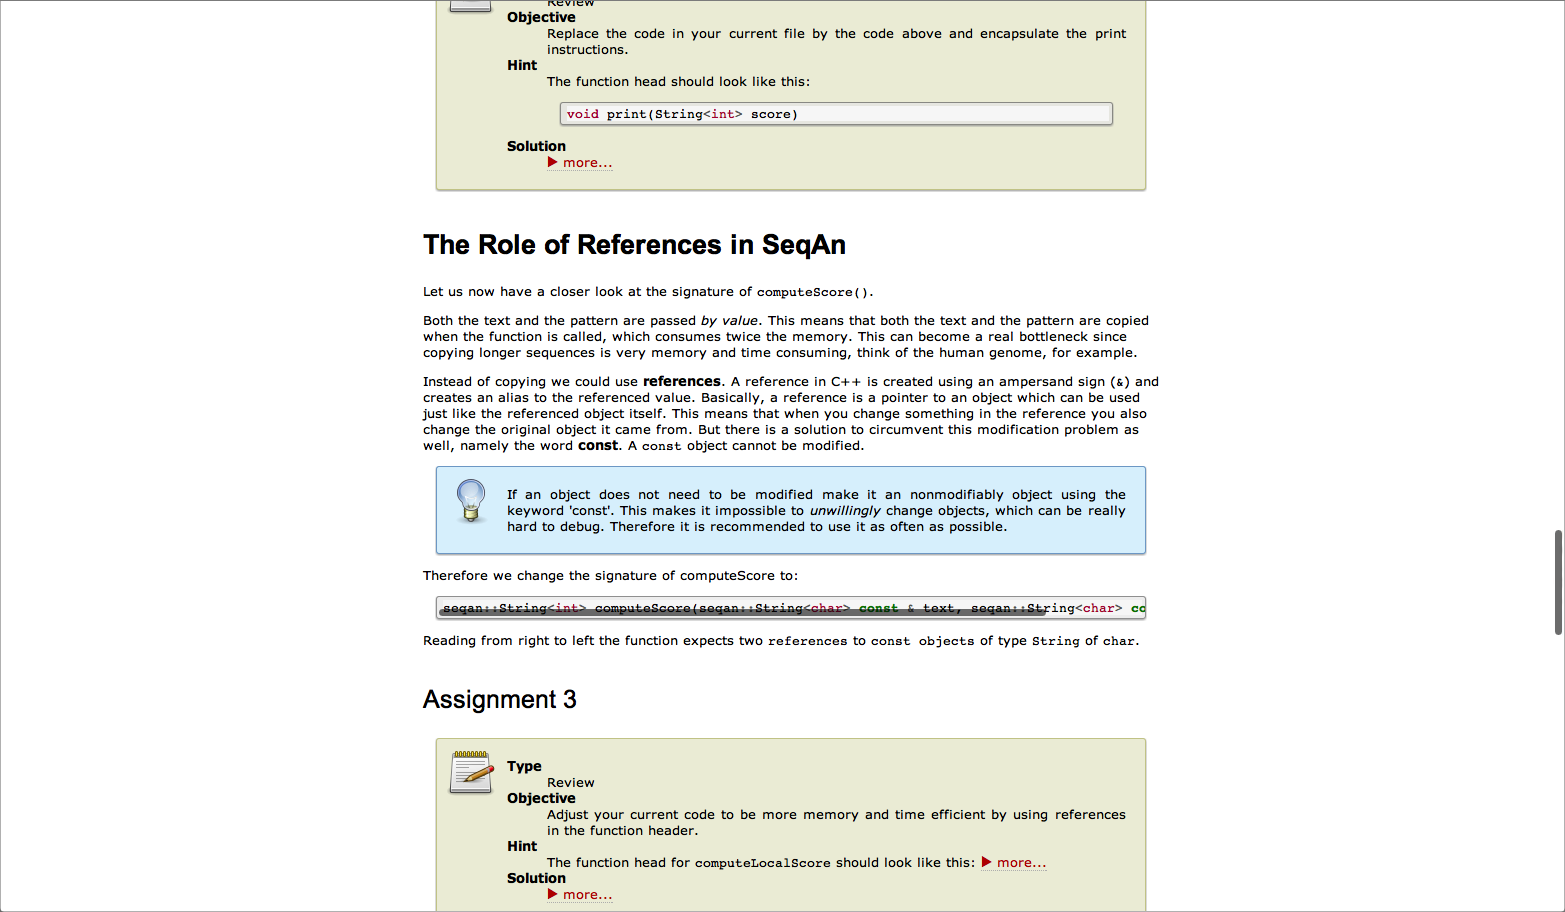 Review
Objective
Replace the code in your current file by the code above and encapsulate the print
instructions.
Hint
The function head should look like this:
void print(String<int> score)
Solution
more...
The Role of References in SeqAn
Let us now have a closer look at the signature of computeScore().
Both the text and the pattern are passed by value. This means that both the text and the pattern are copied
when the function is called, which consumes twice the memory. This can become a real bottleneck since
copying longer sequences is very memory and time consuming, think of the human genome, for example.
Instead of copying we could use references. A reference in C++ is created using an ampersand sign (&) and
creates an alias to the referenced value. Basically, a reference is a pointer to an object which can be used
just like the referenced object itself. This means that when you change something in the reference you also
change the original object it came from. But there is a solution to circumvent this modification problem as
well, namely the word const. A const object cannot be modified.
If an object does not need to be modified make it an nonmodifiably object using the
keyword 'const'. This makes it impossible to unwillingly change objects, which can be really
hard to debug. Therefore it is recommended to use it as often as possible.
Therefore we change the signature of computeScore to:
seqan::String<int> computeScore(seqan::String<char> const & text, seqan::String<char> co
Reading from right to left the function expects two references to const objects of type String of char.
Assignment 3
Type
Review
Objective
Adjust your current code to be more memory and time efficient by using references
in the function header.
Hint
The function head for computeLocalScore should look like this: more...
Solution
more...